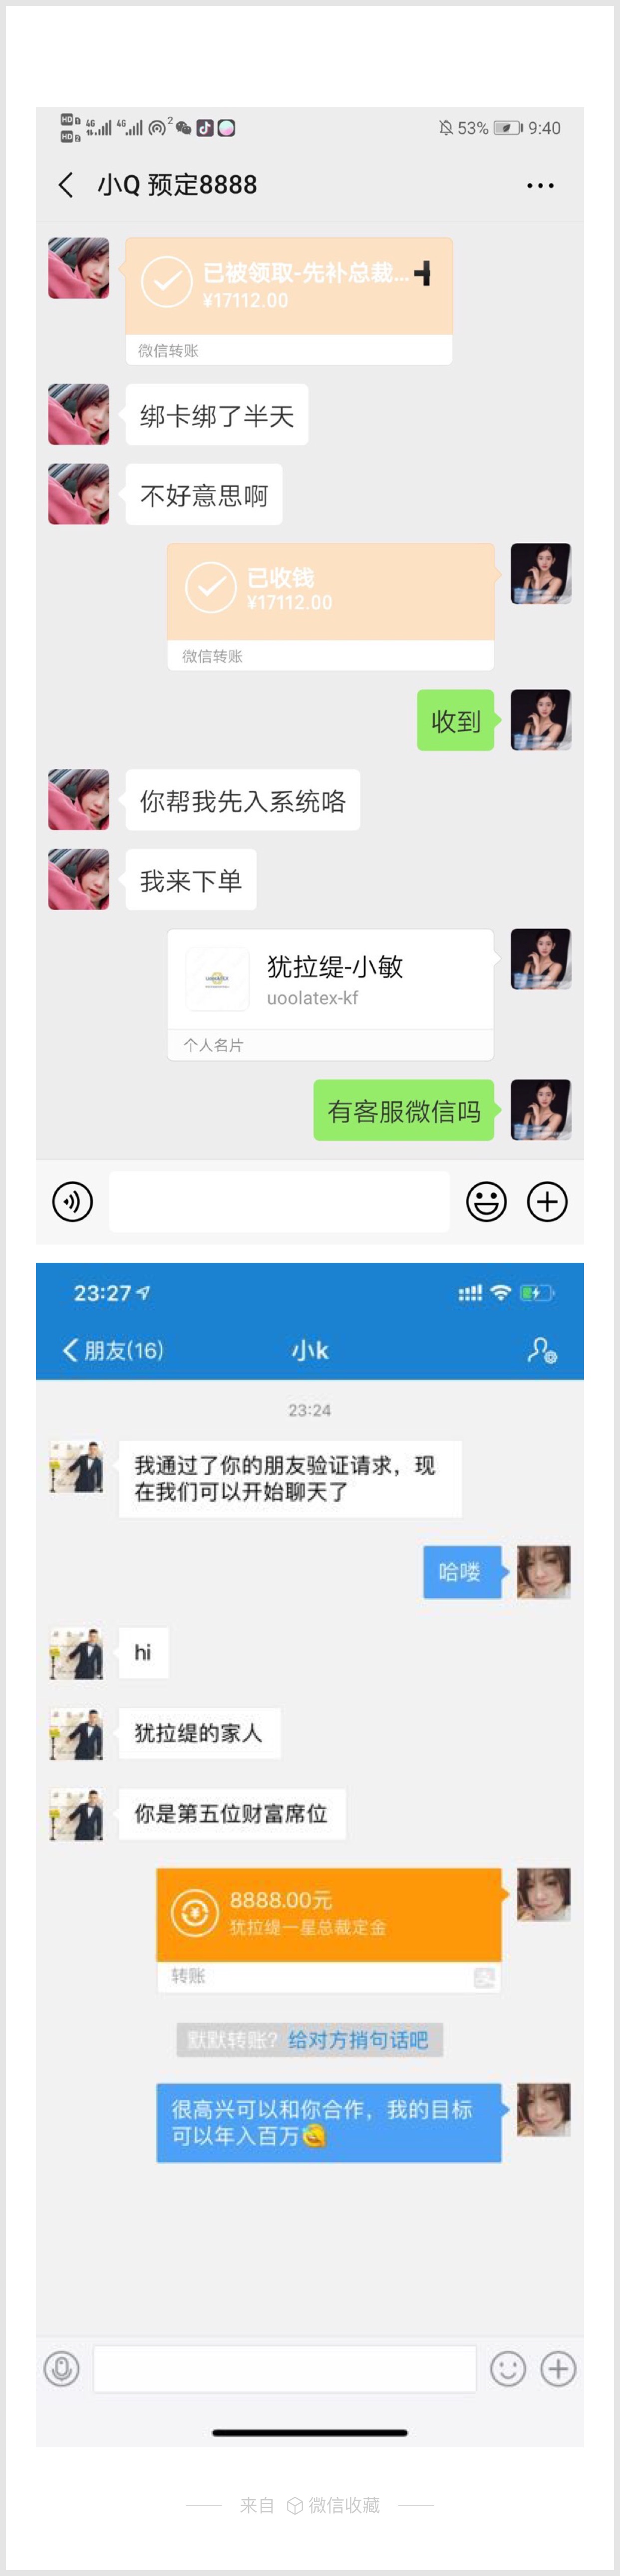 HD 1 4G 4G 2 53% 9:40
HD 2
小Q 预定8888
已被领取-先补总裁...
¥17112.00
微信转账
绑卡绑了半天
不好意思啊
已收钱
¥17112.00
微信转账
收到
你帮我先入系统咯
我来下单
犹拉缇-小敏
uoolatex-kf
个人名片
有客服微信吗
23:27
朋友(16)
小k
23:24
我通过了你的朋友验证请求，现
在我们可以开始聊天了
哈喽
hi
犹拉缇的家人
你是第五位财富席位
8888.00元
犹拉缇一星总裁定金
转账
默默转账？给对方捎句话吧
很高兴可以和你合作，我的目标
可以年入百万
来自 微信收藏